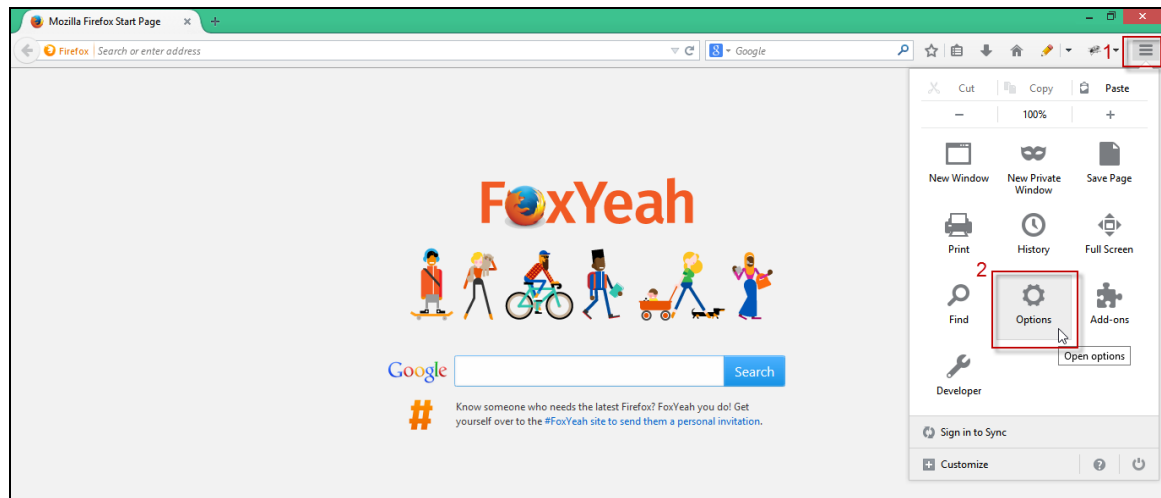 Mozilla Firefox Start Page × +
Firefox Search or enter address 8 Google 1
Cut Copy Paste
− 100% +
New Window New Private Window Save Page
Print History Full Screen
2
Find Options Add-ons
Open options
Developer
Sign in to Sync
+ Customize ?
FoxYeah
Google Search
# Know someone who needs the latest Firefox? FoxYeah you do! Get
yourself over to the #FoxYeah site to send them a personal invitation.